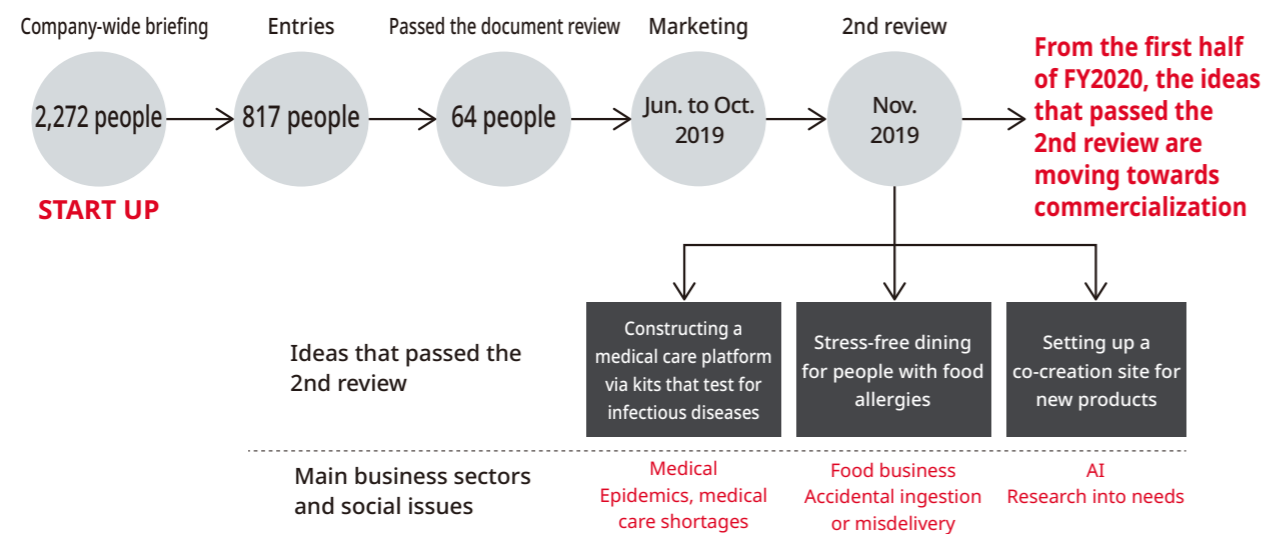 Company-wide briefing
Entries
Passed the document review
Marketing
2nd review
2,272 people
817 people
64 people
Jun. to Oct.
2019
Nov.
2019
From the first half
of FY2020, the ideas
that passed the
2nd review are
moving towards
commercialization
START UP
Ideas that passed the
2nd review
Constructing a
medical care platform
via kits that test for
infectious diseases
Stress-free dining
for people with food
allergies
Setting up a
co-creation site for
new products
Main business sectors
and social issues
Medical
Epidemics, medical
care shortages
Food business
Accidental ingestion
or misdelivery
AI
Research into needs